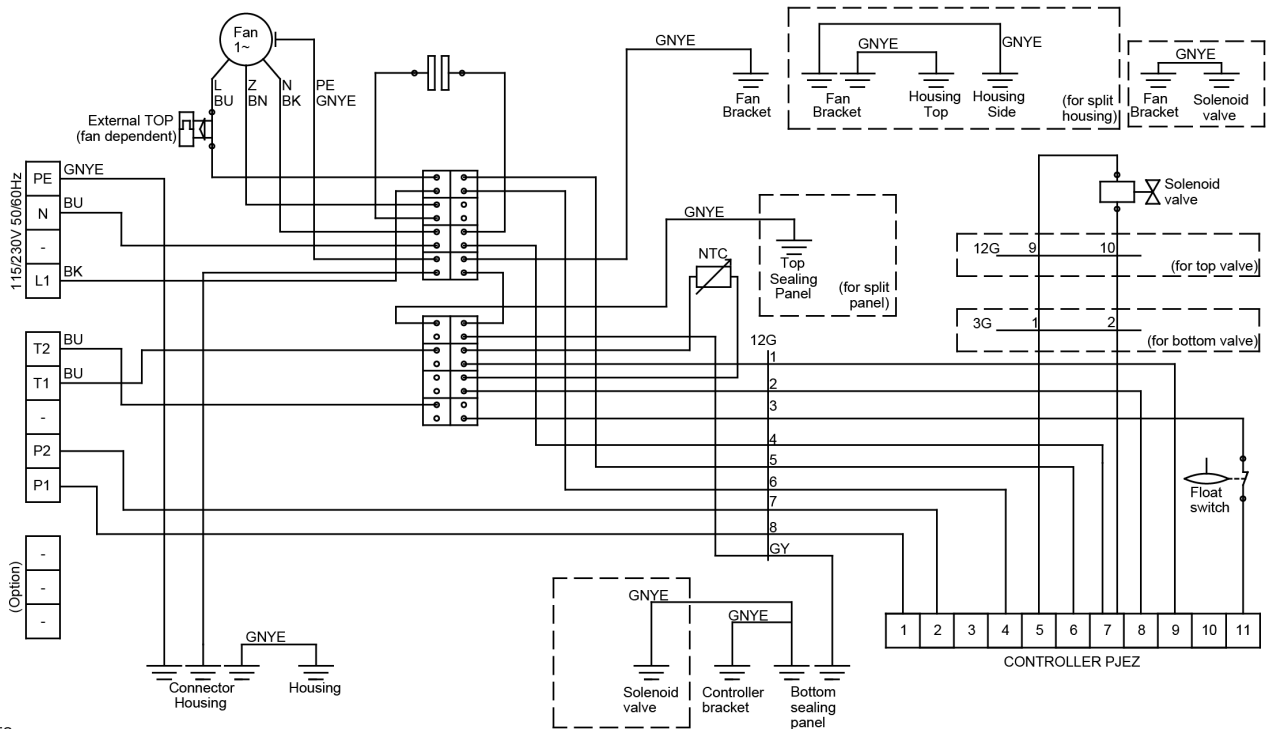 Fan
1~
L
BU
Z
BN
N
BK
PE
GNYE
External TOP
(fan dependent)
GNYE
Fan
Bracket
GNYE
GNYE
Fan
Bracket
Housing
Top
Housing
Side
(for split
housing)
GNYE
Fan
Bracket
Solenoid
valve
115/230V 50/60Hz
PE
GNYE
N
BU
-
L1
BK
GNYE
Top
Sealing
Panel
(for split
panel)
NTC
Solenoid
valve
12G
9
10
(for top valve)
3G
1
2
(for bottom valve)
T2
BU
T1
BU
-
P2
P1
12G
1
2
3
4
5
6
7
8
GY
Float
switch
(Option)
-
-
-
GNYE
Connector
Housing
Housing
GNYE
GNYE
Solenoid
valve
Controller
bracket
Bottom
sealing
panel
1
2
3
4
5
6
7
8
9
10
11
CONTROLLER PJEZ